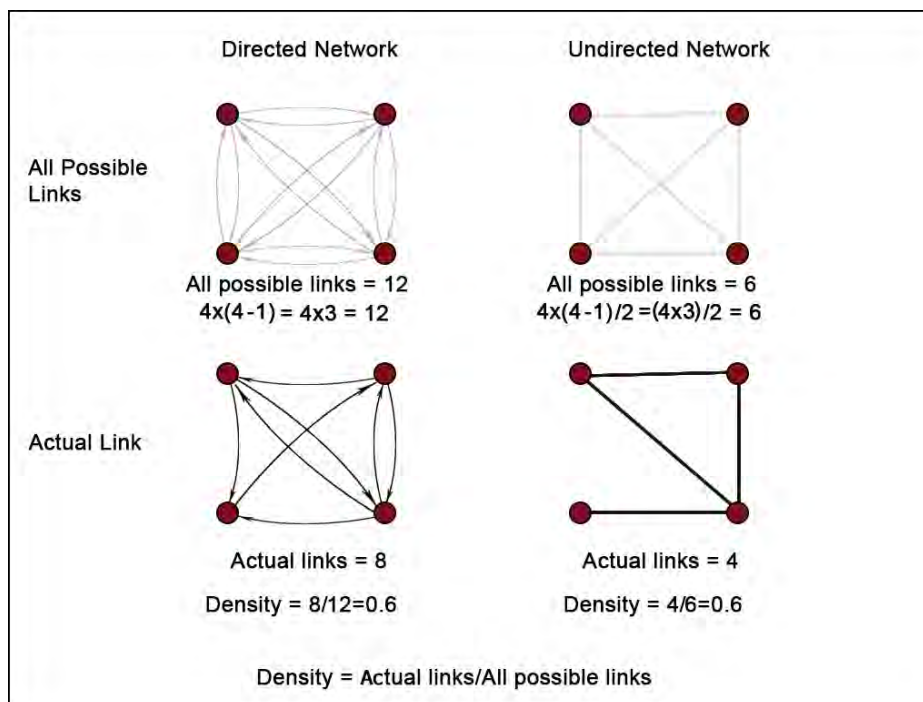 Directed Network
Undirected Network
All Possible
Links
All possible links = 12
4x(4-1) = 4x3 = 12
All possible links = 6
4x(4-1)/2 =(4x3)/2 = 6
Actual Link
Actual links = 8
Density = 8/12=0.6
Actual links = 4
Density = 4/6=0.6
Density = Actual links/All possible links